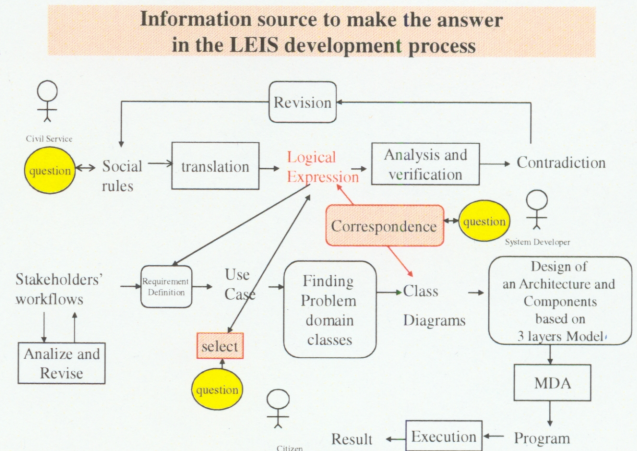 Information source to make the answer
in the LEIS development process
Revision
Civil Service
question
Social
rules
translation
Logical
Expression
Analysis and
verification
Contradiction
Correspondence
question
System Developer
Stakeholders'
workflows
Requirement
Definition
Use
Case
Finding
Problem
domain
classes
Class
Diagrams
Design of
an Architecture and
Components
based on
3 layers Model
Analize and
Revise
select
question
MDA
Citizen
Result
Execution
Program